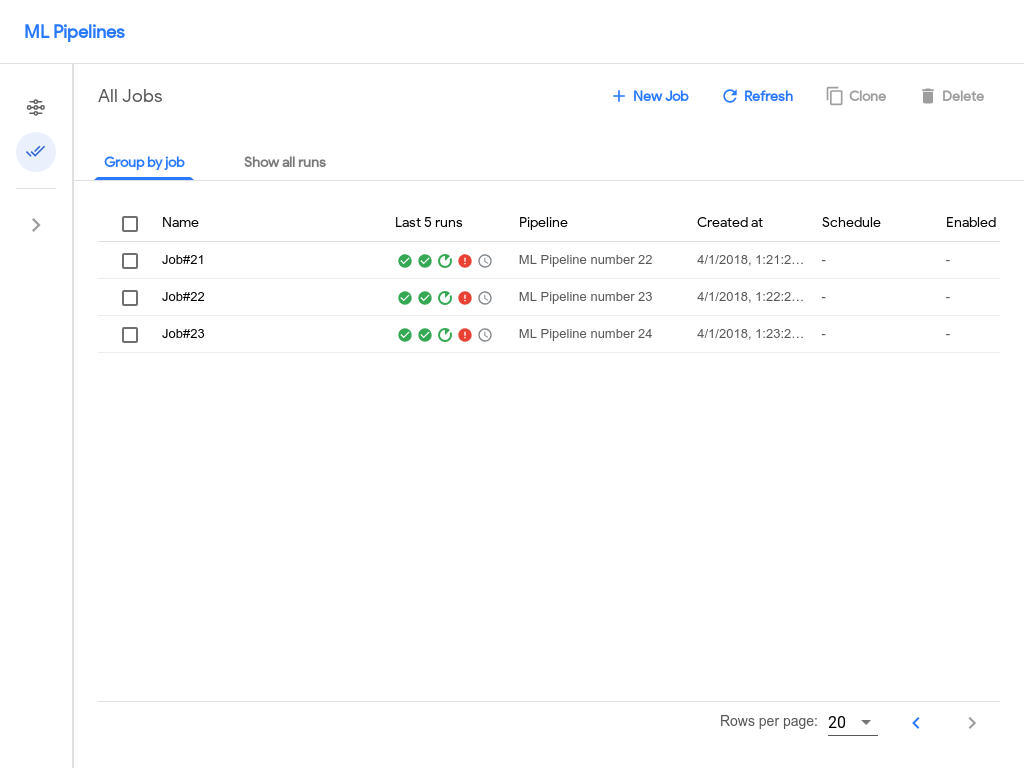 ML Pipelines
All Jobs
New Job
Refresh
Clone
Delete
Group by job
Show all runs
Name Last 5 runs Pipeline Created at Schedule Enabled
Job#21 ML Pipeline number 22 4/1/2018, 1:21:2… - -
Job#22 ML Pipeline number 23 4/1/2018, 1:22:2… - -
Job#23 ML Pipeline number 24 4/1/2018, 1:23:2… - -
Rows per page: 20